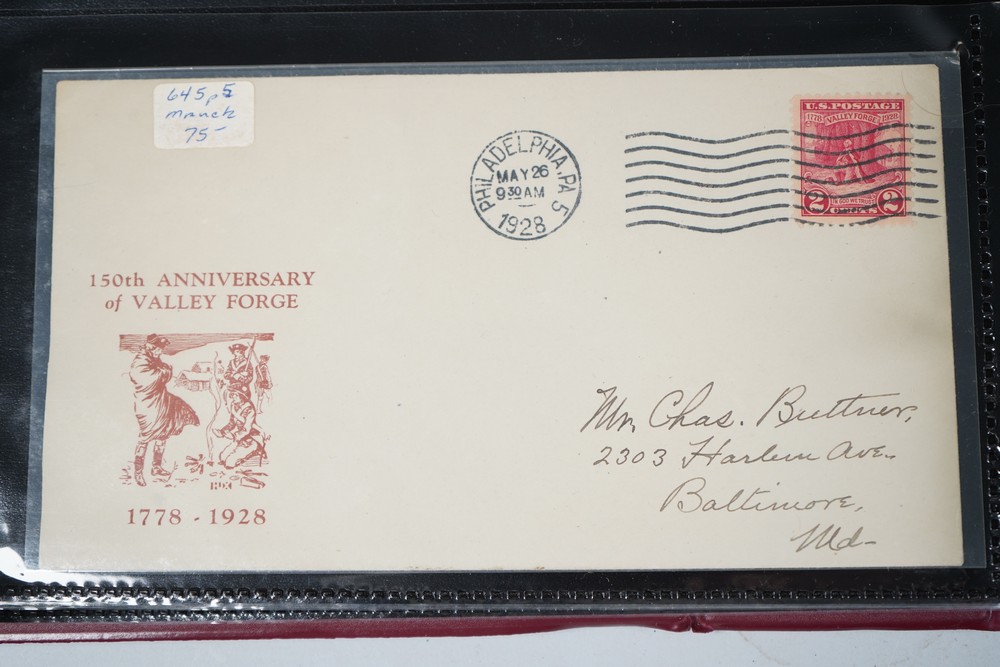 645p5
75-
PHILADELPHIA, PA 5
MAY 26
9 30 AM
1928
U.S. POSTAGE
1778 VALLEY FORGE 1928
IN GOD WE TRUST
2 CENTS 2
150th ANNIVERSARY
of VALLEY FORGE
1778 - 1928
Mr. Chas. Buttner,
2303 Harlem Ave.
Baltimore,
Md-